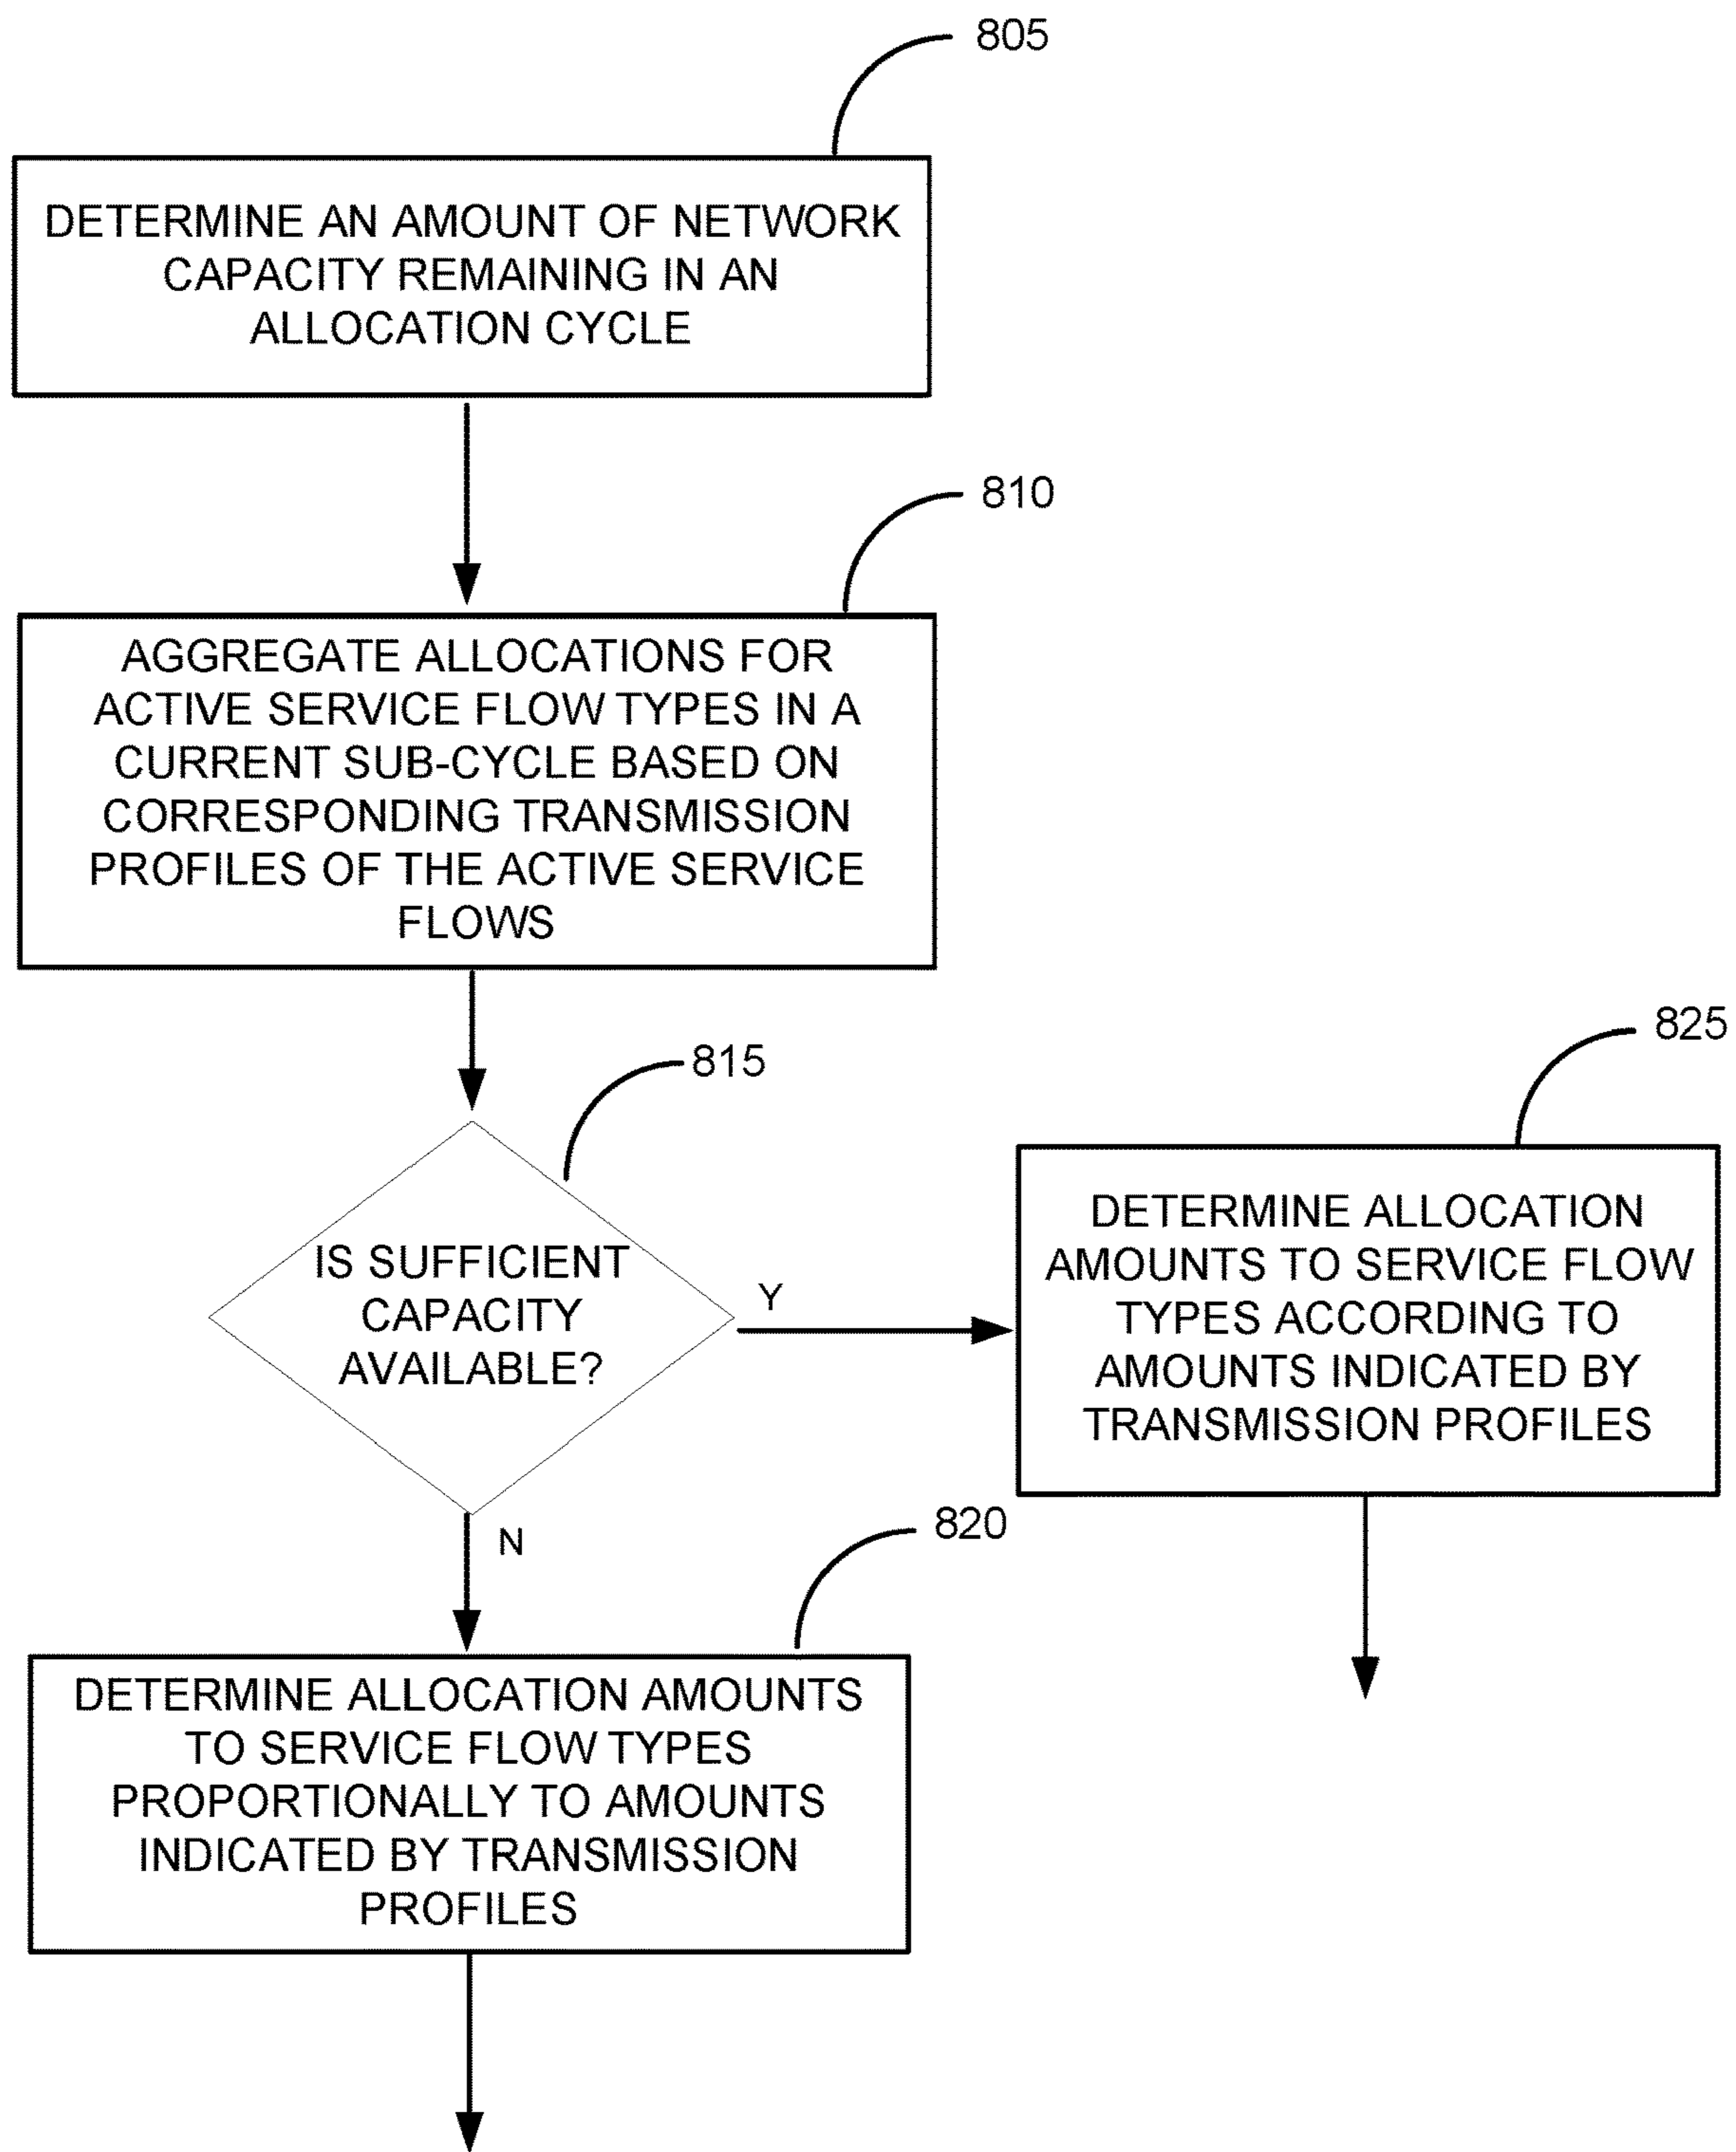 805
DETERMINE AN AMOUNT OF NETWORK
CAPACITY REMAINING IN AN
ALLOCATION CYCLE
810
AGGREGATE ALLOCATIONS FOR
ACTIVE SERVICE FLOW TYPES IN A
CURRENT SUB-CYCLE BASED ON
CORRESPONDING TRANSMISSION
PROFILES OF THE ACTIVE SERVICE
FLOWS
815
IS SUFFICIENT
CAPACITY
AVAILABLE?
Y
825
DETERMINE ALLOCATION
AMOUNTS TO SERVICE FLOW
TYPES ACCORDING TO
AMOUNTS INDICATED BY
TRANSMISSION PROFILES
N
820
DETERMINE ALLOCATION AMOUNTS
TO SERVICE FLOW TYPES
PROPORTIONALLY TO AMOUNTS
INDICATED BY TRANSMISSION
PROFILES